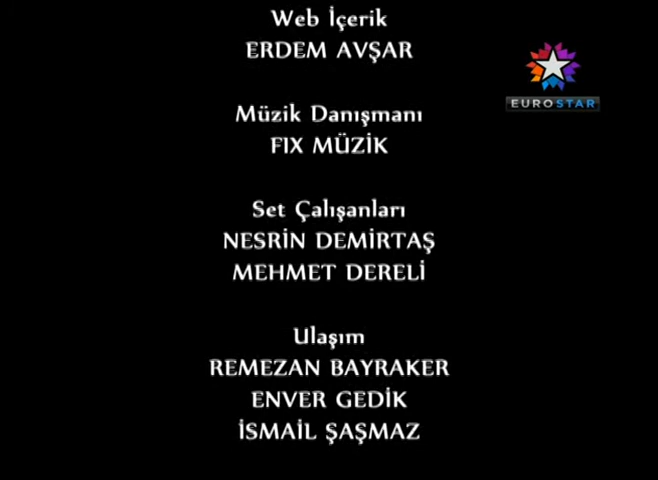 Web İçerik
ERDEM AVŞAR
EUROSTAR
Müzik Danışmanı
FIX MÜZİK
Set Çalışanları
NESRİN DEMİRTAŞ
MEHMET DERELİ
Ulaşım
REMEZAN BAYRAKER
ENVER GEDİK
İSMAİL ŞAŞMAZ